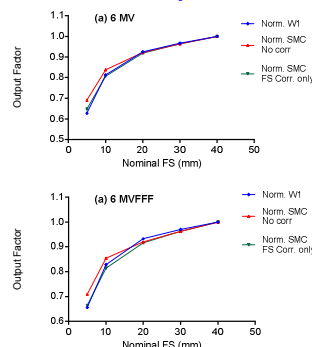 (a) 6 MV
Output Factor
1.1
1.0
0.9
0.8
0.7
0.6
0.5
0 10 20 30 40 50
Nominal FS (mm)
Norm. W1
Norm. SMC
No corr
Norm. SMC
FS Corr. only
(a) 6 MVFFF
Output Factor
1.1
1.0
0.9
0.8
0.7
0.6
0 10 20 30 40 50
Nominal FS (mm)
Norm. W1
Norm. SMC
No corr
Norm. SMC
FS Corr. only